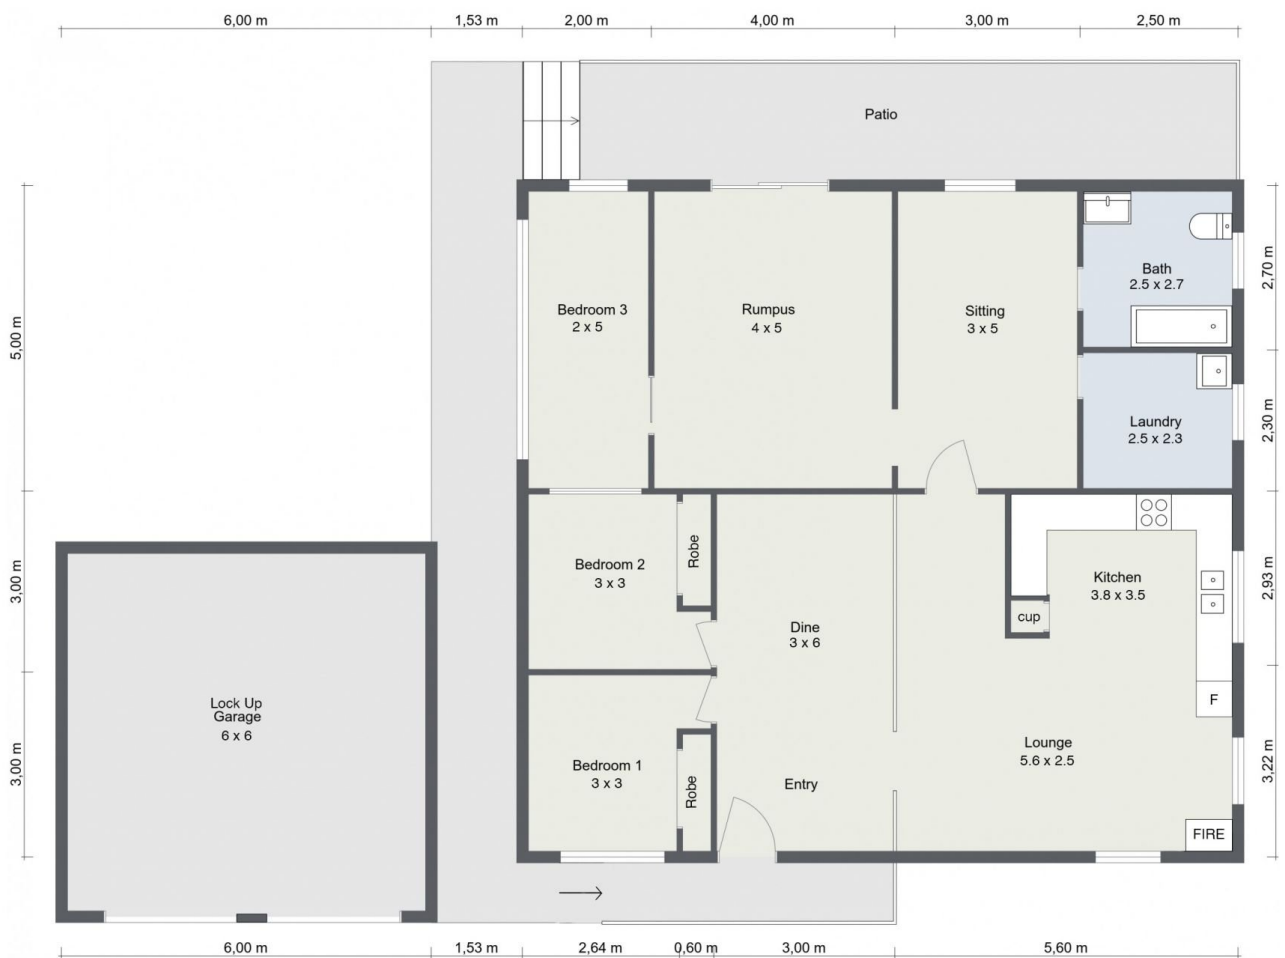 6,00 m
1,53 m
2,00 m
4,00 m
3,00 m
2,50 m
Patio
5,00 m
2,70 m
Bedroom 3
2 x 5
Rumpus
4 x 5
Sitting
3 x 5
Bath
2.5 x 2.7
Laundry
2.5 x 2.3
2,30 m
3,00 m
Bedroom 2
3 x 3
Robe
Dine
3 x 6
Kitchen
3.8 x 3.5
cup
F
2,93 m
Lock Up
Garage
6 x 6
3,00 m
Bedroom 1
3 x 3
Robe
Entry
Lounge
5.6 x 2.5
FIRE
3,22 m
6,00 m
1,53 m
2,64 m
0,60 m
3,00 m
5,60 m